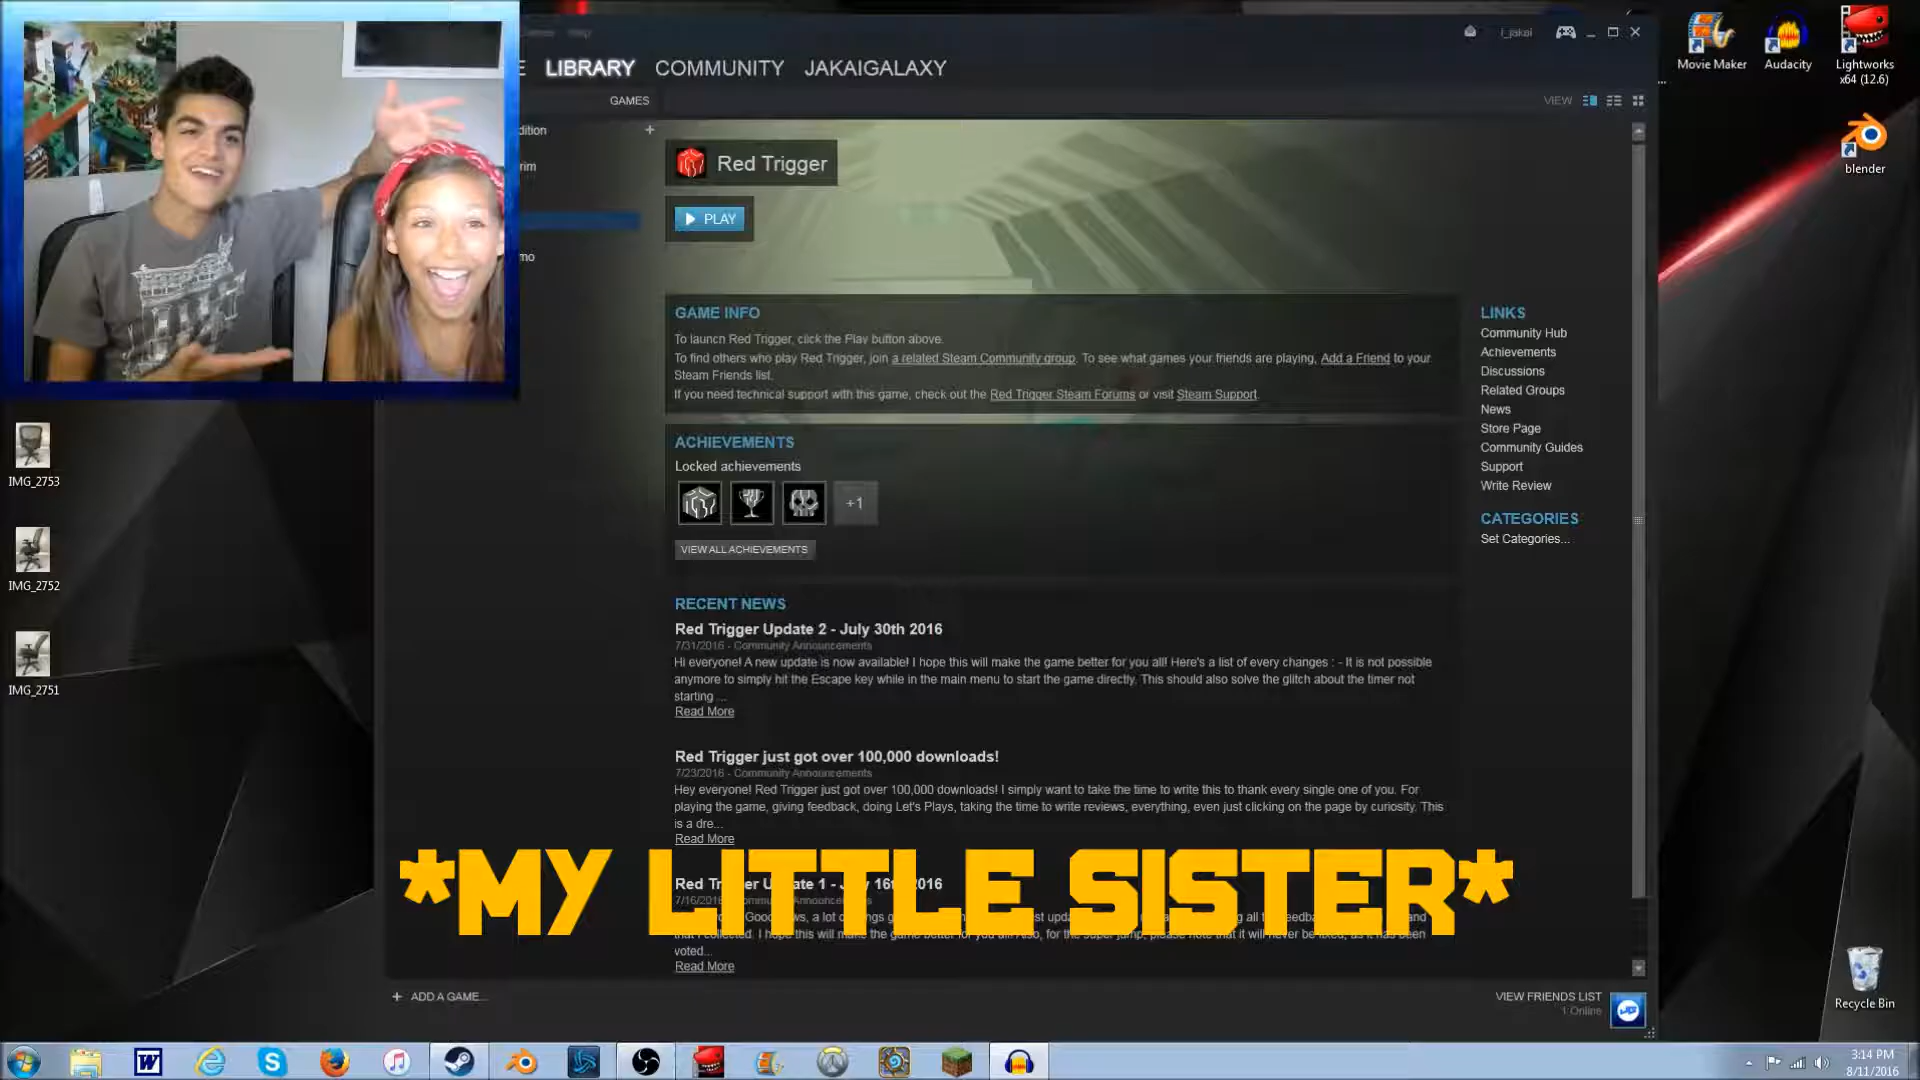 LIBRARY COMMUNITY JAKAIGALAXY
i_jakai
GAMES
VIEW
dition
rim
mo
Red Trigger
PLAY
GAME INFO
To launch Red Trigger, click the Play button above.
To find others who play Red Trigger, join a related Steam Community group. To see what games your friends are playing, Add a Friend to your
Steam Friends list.
If you need technical support with this game, check out the Red Trigger Steam Forums or visit Steam Support.
ACHIEVEMENTS
Locked achievements
+1
VIEW ALL ACHIEVEMENTS
RECENT NEWS
Red Trigger Update 2 - July 30th 2016
7/31/2016 - Community Announcements
Hi everyone! A new update is now available! I hope this will make the game better for you all! Here's a list of every changes : - It is not possible
anymore to simply hit the Escape key while in the main menu to start the game directly. This should also solve the glitch about the timer not
starting ...
Read More
Red Trigger just got over 100,000 downloads!
7/23/2016 - Community Announcements
Hey everyone! Red Trigger just got over 100,000 downloads! I simply want to take the time to write this to thank every single one of you. For
playing the game, giving feedback, doing Let's Plays, taking the time to write reviews, everything, even just clicking on the page by curiosity. This
is a dre...
Read More
*MY LITTLE SISTER*
voted...
Read More
LINKS
Community Hub
Achievements
Discussions
Related Groups
News
Store Page
Community Guides
Support
Write Review
CATEGORIES
Set Categories...
+ ADD A GAME...
VIEW FRIENDS LIST
1 Online
Movie Maker
Audacity
Lightworks
x64 (12.6)
blender
IMG_2753
IMG_2752
IMG_2751
Recycle Bin
3:14 PM
8/11/2016